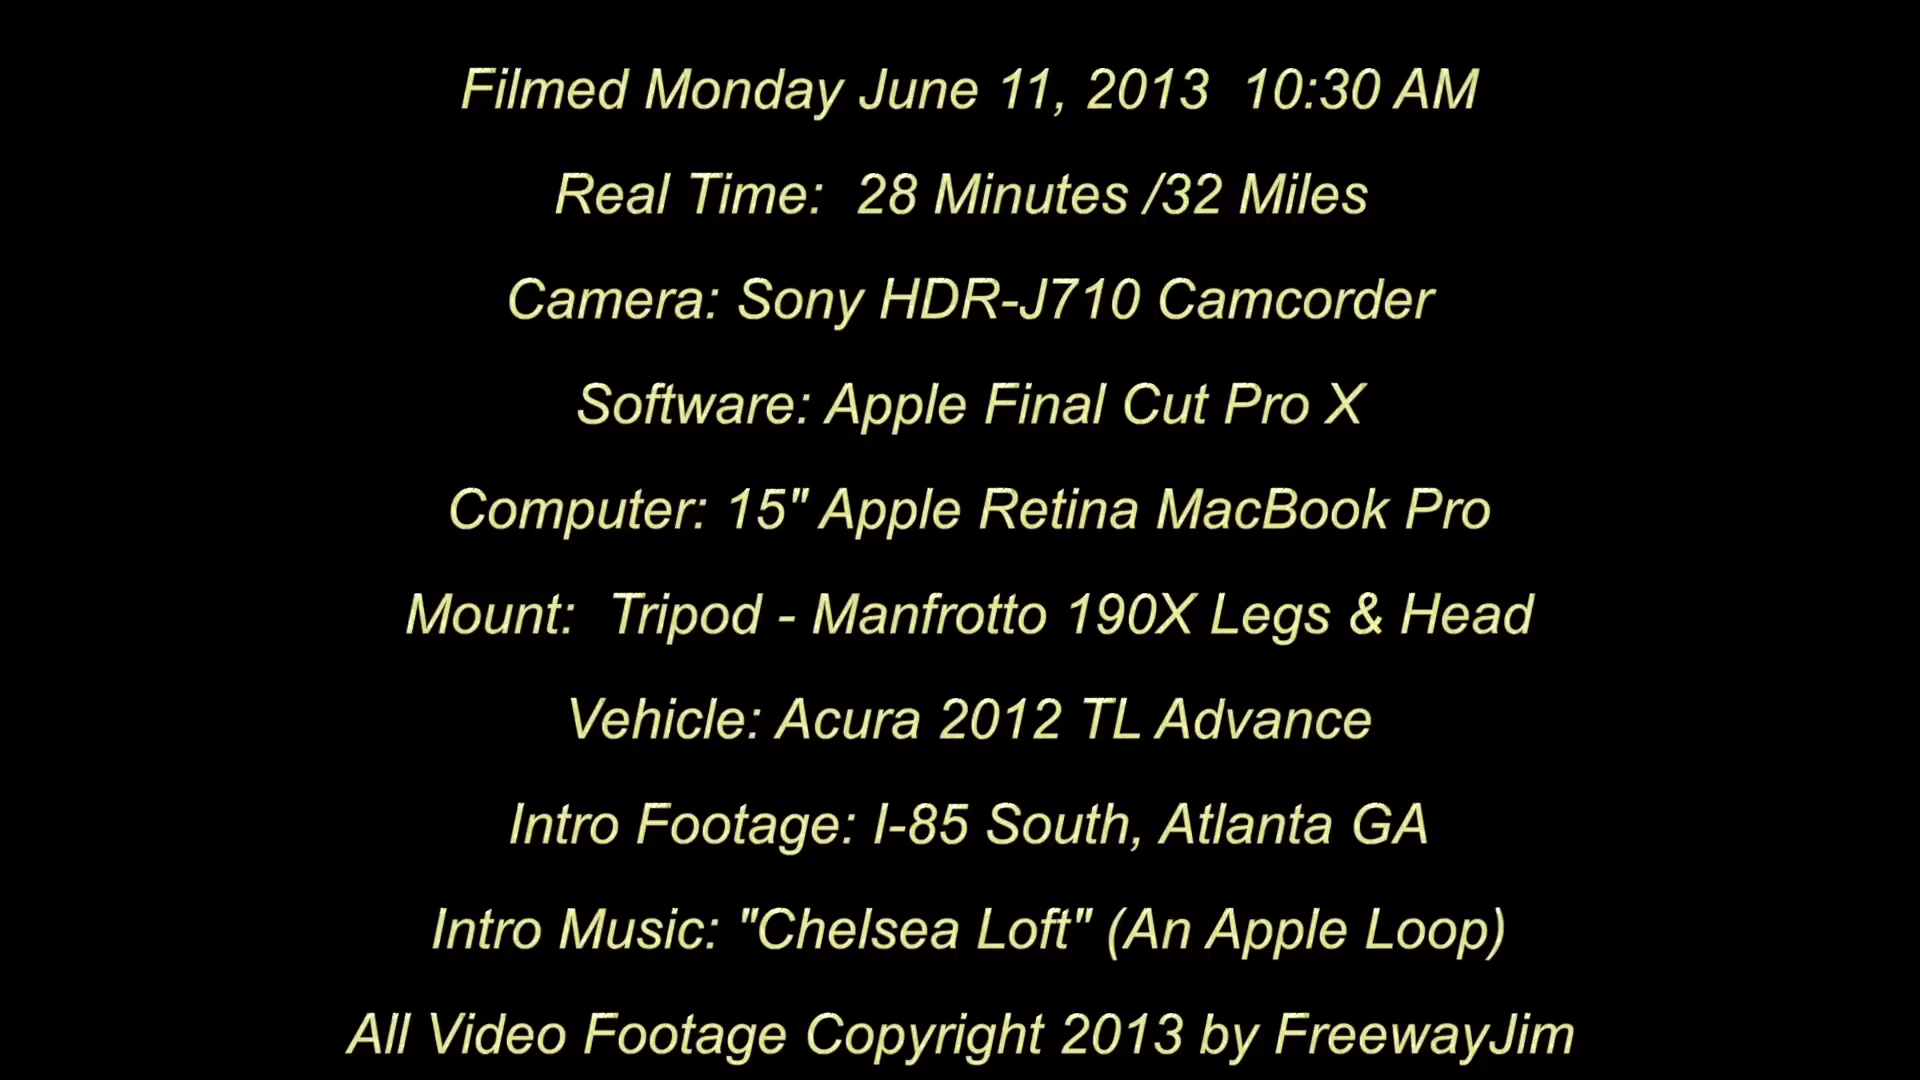 Filmed Monday June 11, 2013  10:30 AM
Real Time:  28 Minutes /32 Miles
Camera: Sony HDR-J710 Camcorder
Software: Apple Final Cut Pro X
Computer: 15" Apple Retina MacBook Pro
Mount:  Tripod - Manfrotto 190X Legs & Head
Vehicle: Acura 2012 TL Advance
Intro Footage: I-85 South, Atlanta GA
Intro Music: "Chelsea Loft" (An Apple Loop)
All Video Footage Copyright 2013 by FreewayJim